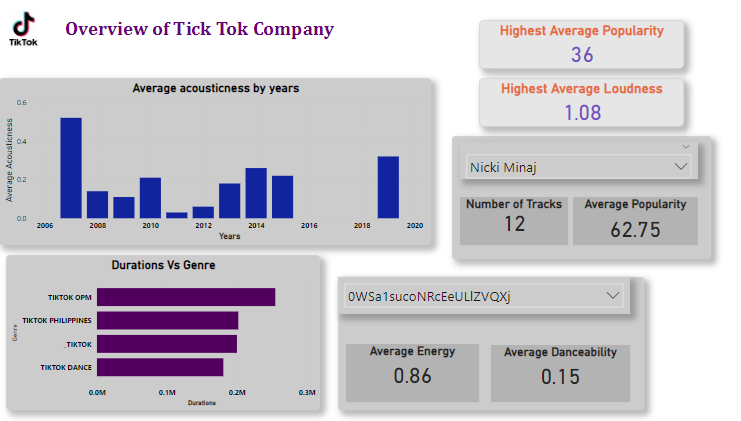 TikTok
Overview of Tick Tok Company
Highest Average Popularity
36
Highest Average Loudness
1.08
Average acousticness by years
Average Acousticness
0.6
0.4
0.2
0.0
2006 2008 2010 2012 2014 2016 2018 2020
Years
Nicki Minaj
Number of Tracks
12
Average Popularity
62.75
Durations Vs Genre
Genre
TIKTOK OPM
TIKTOK PHILIPPINES
_TIKTOK
TIKTOK DANCE
0.0M 0.1M 0.2M 0.3M
Durations
0WSa1sucoNRcEeULlZVQXj
Average Energy
0.86
Average Danceability
0.15